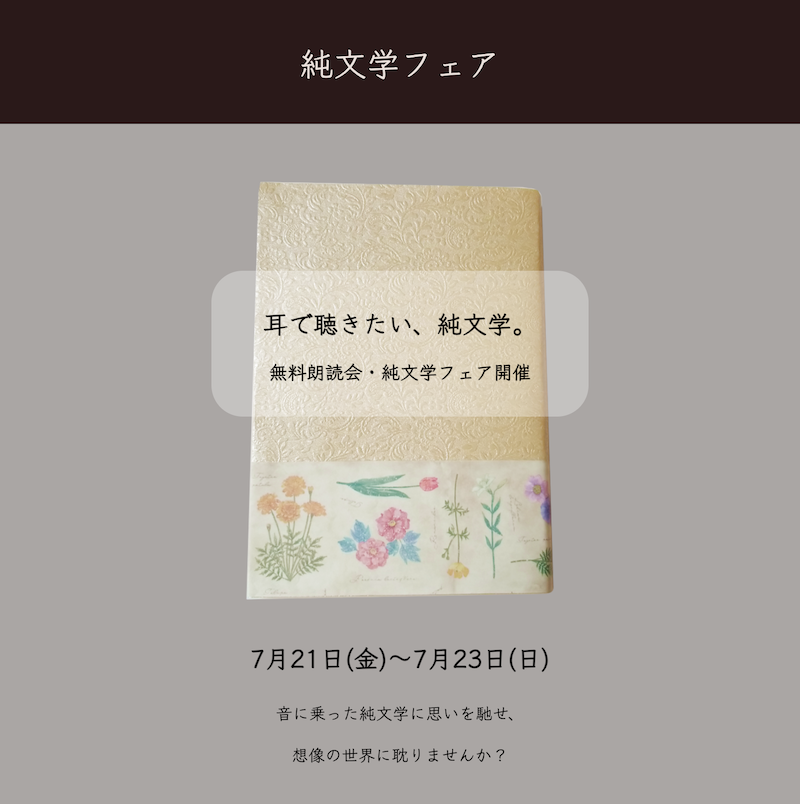 純文学フェア
耳で聴きたい、純文学。
無料朗読会・純文学フェア開催
7月21日(金)〜7月23日(日)
音に乗った純文学に思いを馳せ、
想像の世界に耽りませんか？